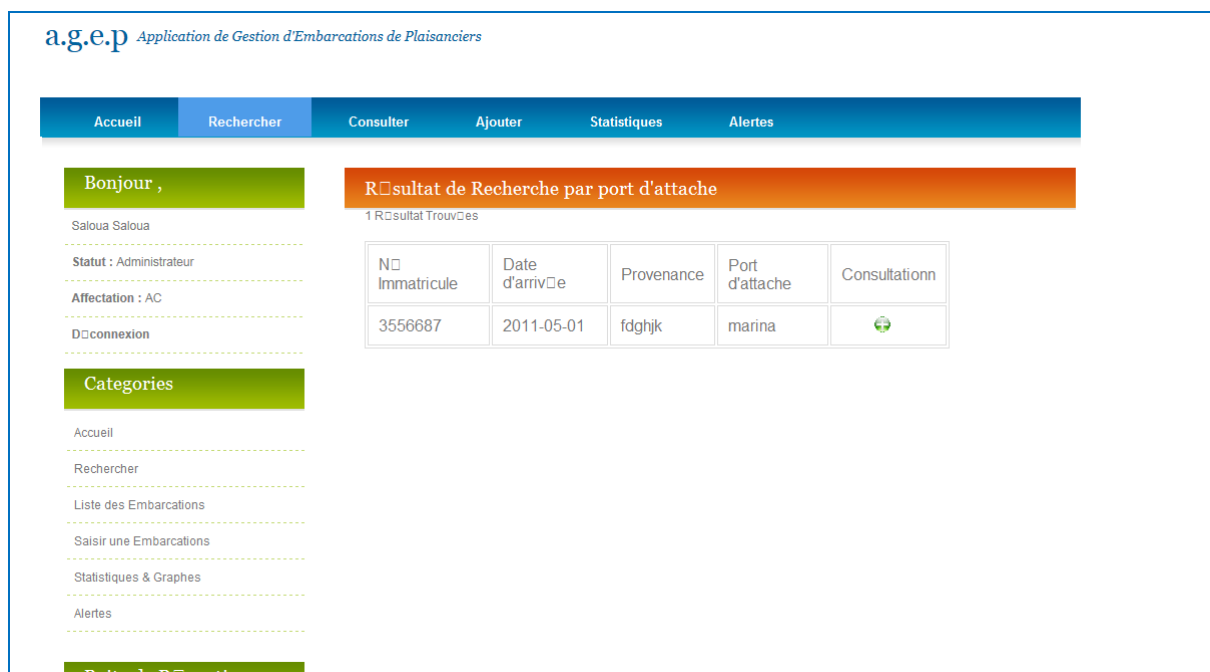 a.g.e.p Application de Gestion d'Embarcations de Plaisanciers
Accueil Rechercher Consulter Ajouter Statistiques Alertes
Bonjour ,
Saloua Saloua
Statut : Administrateur
Affectation : AC
D□connexion
Categories
Accueil
Rechercher
Liste des Embarcations
Saisir une Embarcations
Statistiques & Graphes
Alertes
R□sultat de Recherche par port d'attache
1 R□sultat Trouv□es
N□ Immatricule Date d'arriv□e Provenance Port d'attache Consultationn
3556687 2011-05-01 fdghjk marina